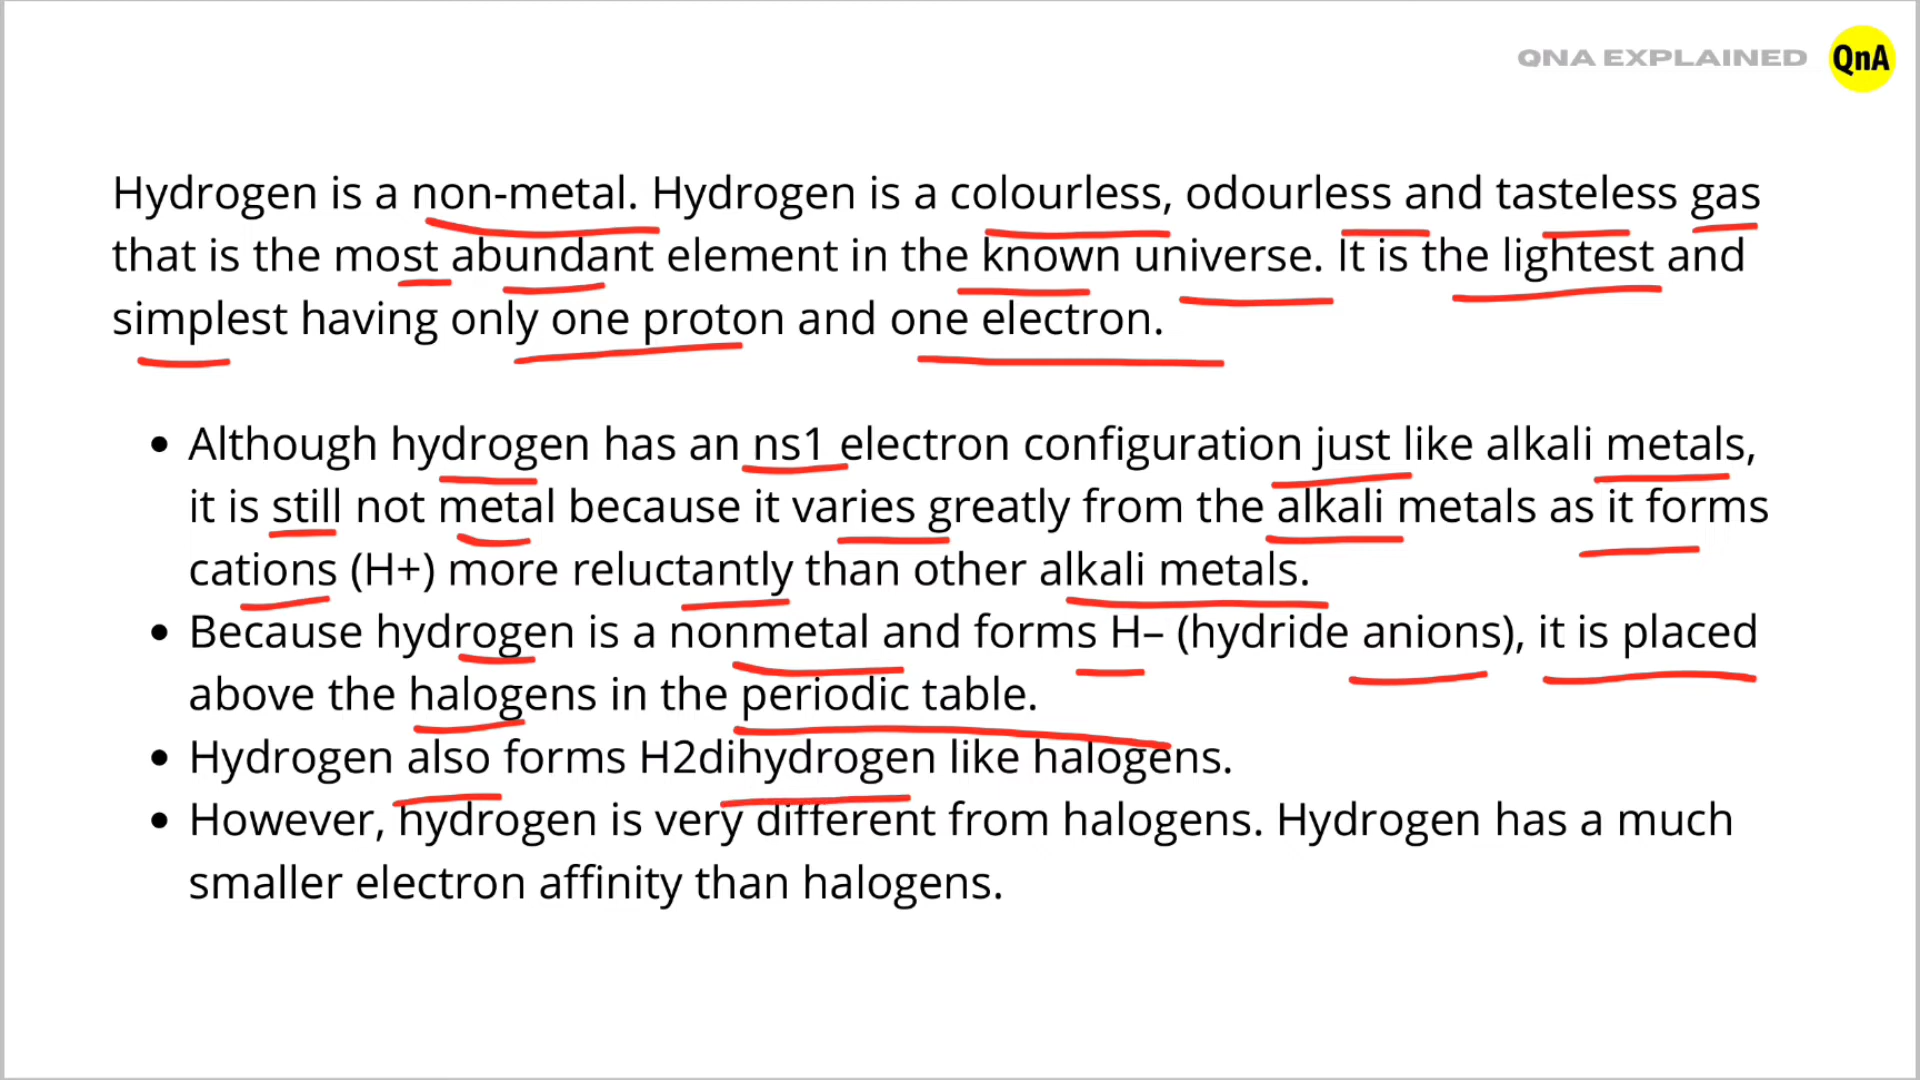 QNA EXPLAINED
QnA
Hydrogen is a non-metal. Hydrogen is a colourless, odourless and tasteless gas
that is the most abundant element in the known universe. It is the lightest and
simplest having only one proton and one electron.
• Although hydrogen has an ns1 electron configuration just like alkali metals,
it is still not metal because it varies greatly from the alkali metals as it forms
cations (H+) more reluctantly than other alkali metals.
• Because hydrogen is a nonmetal and forms H– (hydride anions), it is placed
above the halogens in the periodic table.
• Hydrogen also forms H2dihydrogen like halogens.
• However, hydrogen is very different from halogens. Hydrogen has a much
smaller electron affinity than halogens.